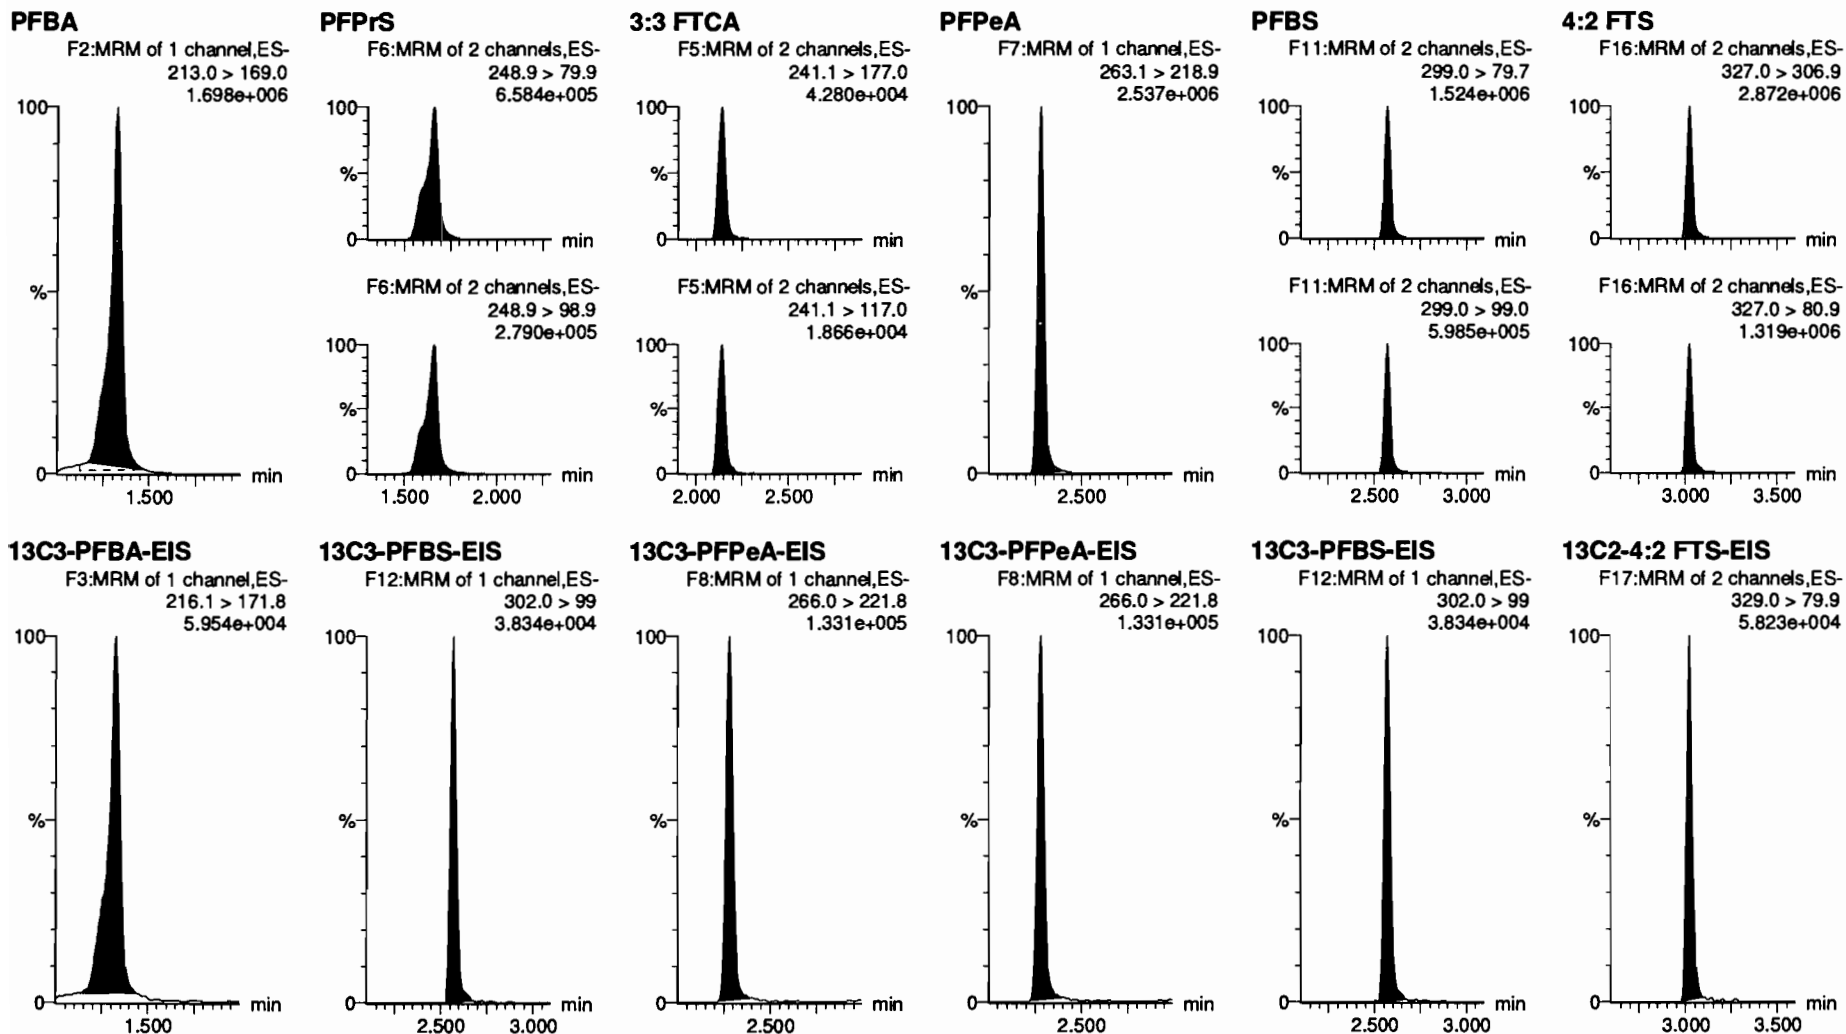 PFBA
F2:MRM of 1 channel,ES-
213.0 > 169.0
1.698e+006
100
%
0
min
1.500
PFPrS
F6:MRM of 2 channels,ES-
248.9 > 79.9
6.584e+005
100
%
0
min
F6:MRM of 2 channels,ES-
248.9 > 98.9
2.790e+005
100
%
0
min
1.500 2.000
3:3 FTCA
F5:MRM of 2 channels,ES-
241.1 > 177.0
4.280e+004
100
%
0
min
F5:MRM of 2 channels,ES-
241.1 > 117.0
1.866e+004
100
%
0
min
2.000 2.500
PFPeA
F7:MRM of 1 channel,ES-
263.1 > 218.9
2.537e+006
100
%
0
min
2.500
PFBS
F11:MRM of 2 channels,ES-
299.0 > 79.7
1.524e+006
100
%
0
min
F11:MRM of 2 channels,ES-
299.0 > 99.0
5.985e+005
100
%
0
min
2.500 3.000
4:2 FTS
F16:MRM of 2 channels,ES-
327.0 > 306.9
2.872e+006
100
%
0
min
F16:MRM of 2 channels,ES-
327.0 > 80.9
1.319e+006
100
%
0
min
3.000 3.500
13C3-PFBA-EIS
F3:MRM of 1 channel,ES-
216.1 > 171.8
5.954e+004
100
%
0
min
1.500
13C3-PFBS-EIS
F12:MRM of 1 channel,ES-
302.0 > 99
3.834e+004
100
%
0
min
2.500 3.000
13C3-PFPeA-EIS
F8:MRM of 1 channel,ES-
266.0 > 221.8
1.331e+005
100
%
0
min
2.500
13C3-PFPeA-EIS
F8:MRM of 1 channel,ES-
266.0 > 221.8
1.331e+005
100
%
0
min
2.500
13C3-PFBS-EIS
F12:MRM of 1 channel,ES-
302.0 > 99
3.834e+004
100
%
0
min
2.500 3.000
13C2-4:2 FTS-EIS
F17:MRM of 2 channels,ES-
329.0 > 79.9
5.823e+004
100
%
0
min
3.000 3.500